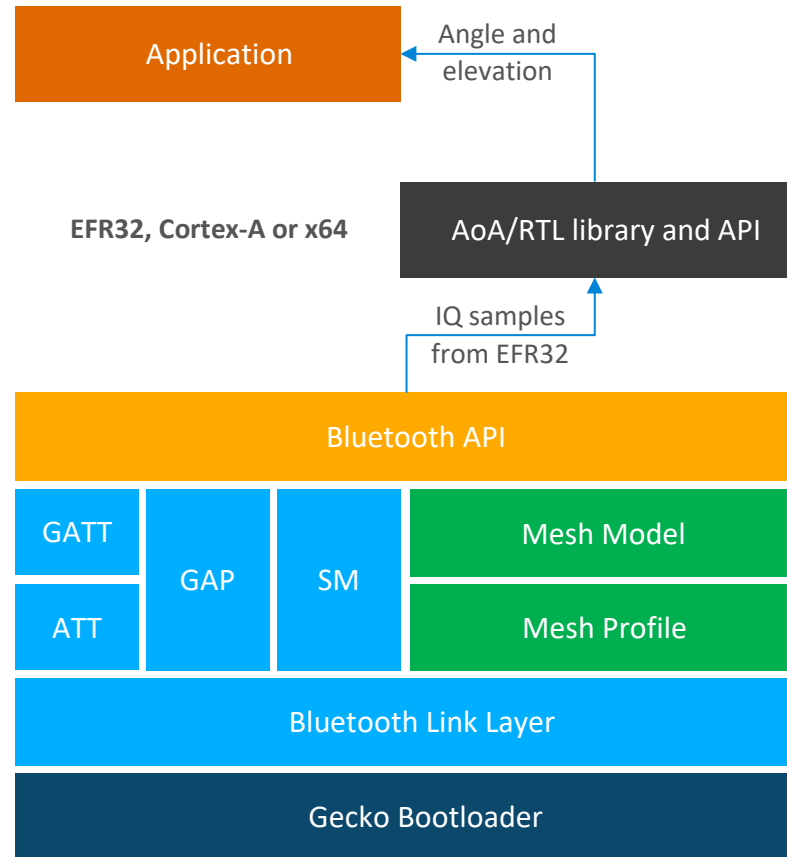 Application
Angle and
elevation
EFR32, Cortex-A or x64
AoA/RTL library and API
IQ samples
from EFR32
Bluetooth API
GATT
GAP
SM
Mesh Model
ATT
Mesh Profile
Bluetooth Link Layer
Gecko Bootloader